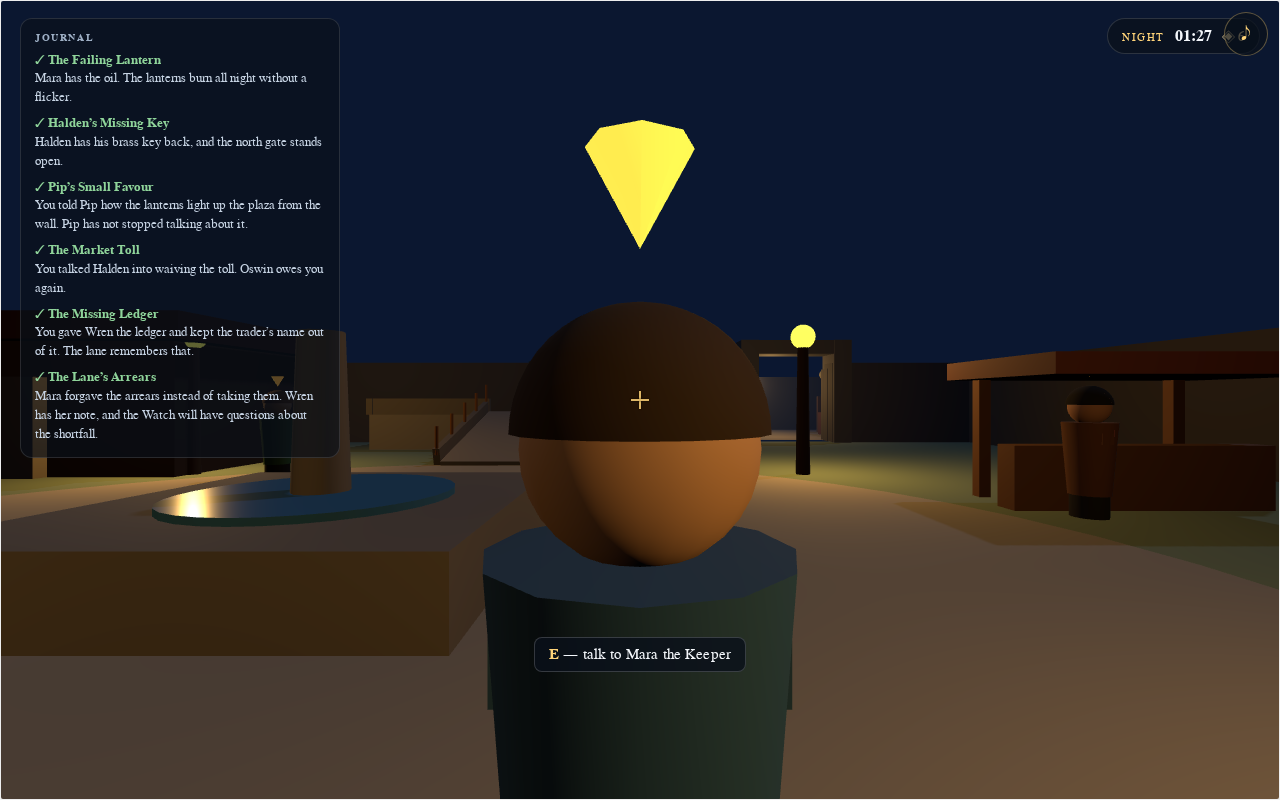 JOURNAL
✓ The Failing Lantern
Mara has the oil. The lanterns burn all night without a
flicker.
✓ Halden’s Missing Key
Halden has his brass key back, and the north gate stands
open.
✓ Pip’s Small Favour
You told Pip how the lanterns light up the plaza from the
wall. Pip has not stopped talking about it.
✓ The Market Toll
You talked Halden into waiving the toll. Oswin owes you
again.
✓ The Missing Ledger
You gave Wren the ledger and kept the trader’s name out
of it. The lane remembers that.
✓ The Lane’s Arrears
Mara forgave the arrears instead of taking them. Wren
has her note, and the Watch will have questions about
the shortfall.
NIGHT 01:27
E — talk to Mara the Keeper